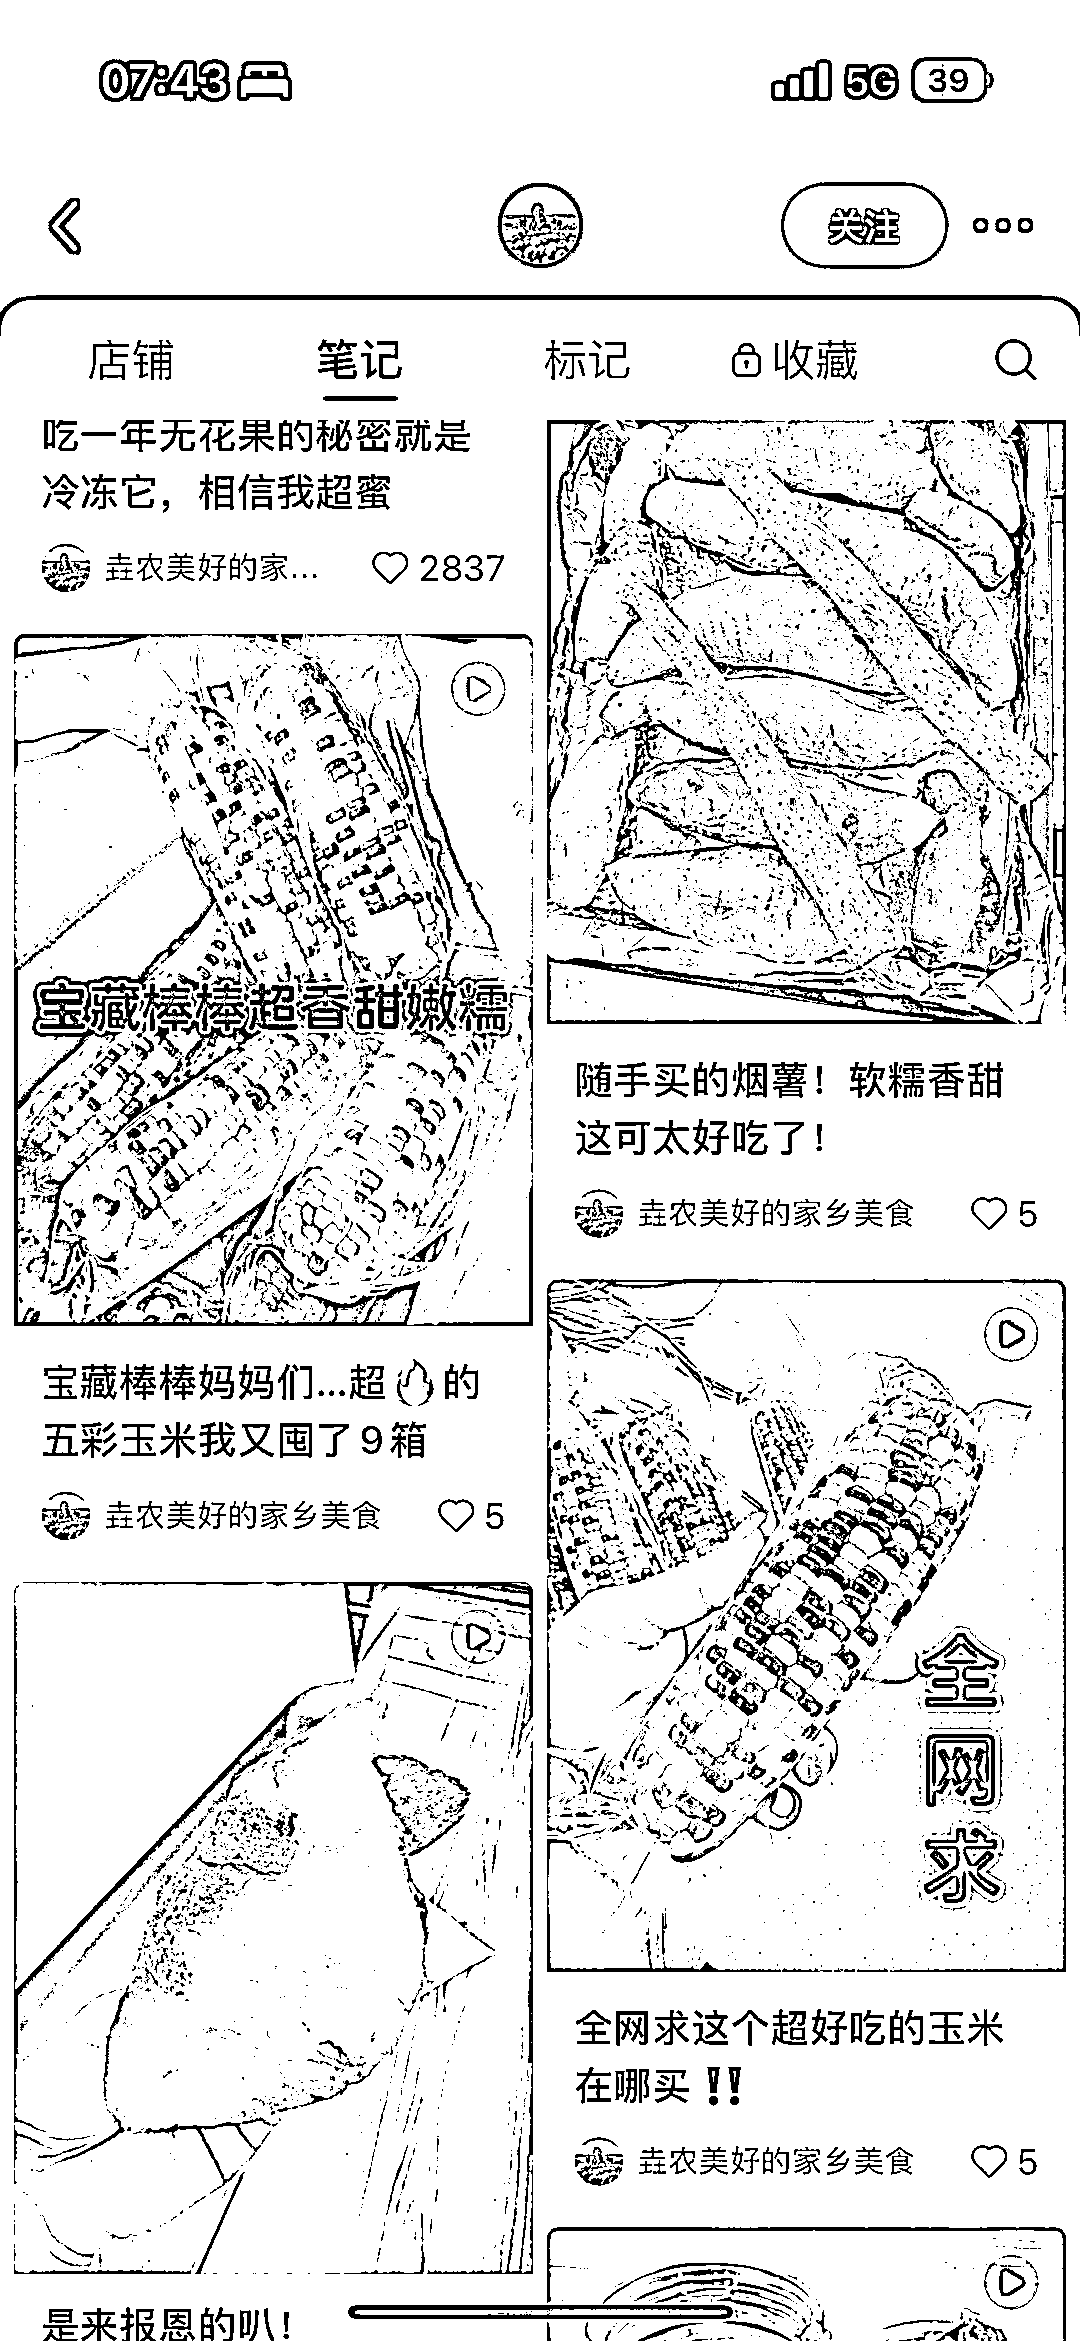 07:43
5G 39
关注
店铺 笔记 标记 收藏
吃一年无花果的秘密就是
冷冻它，相信我超蜜
垚农美好的家... 2837
宝藏棒棒超香甜嫩糯
宝藏棒棒妈妈们...超🔥的
五彩玉米我又囤了9箱
垚农美好的家乡美食 5
是来报恩的叭！
随手买的烟薯！软糯香甜
这可太好吃了！
垚农美好的家乡美食 5
全
网
求
全网求这个超好吃的玉米
在哪买‼️
垚农美好的家乡美食 5